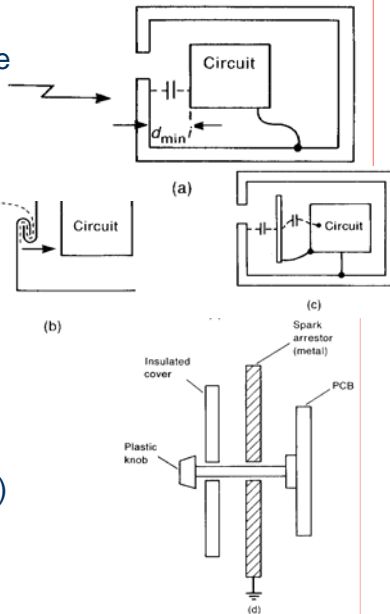 e
Circuit
d min
(a)
Circuit
(b)
Circuit
(c)
Spark
arrestor
(metal)
Insulated
cover
PCB
Plastic
knob
)
(d)